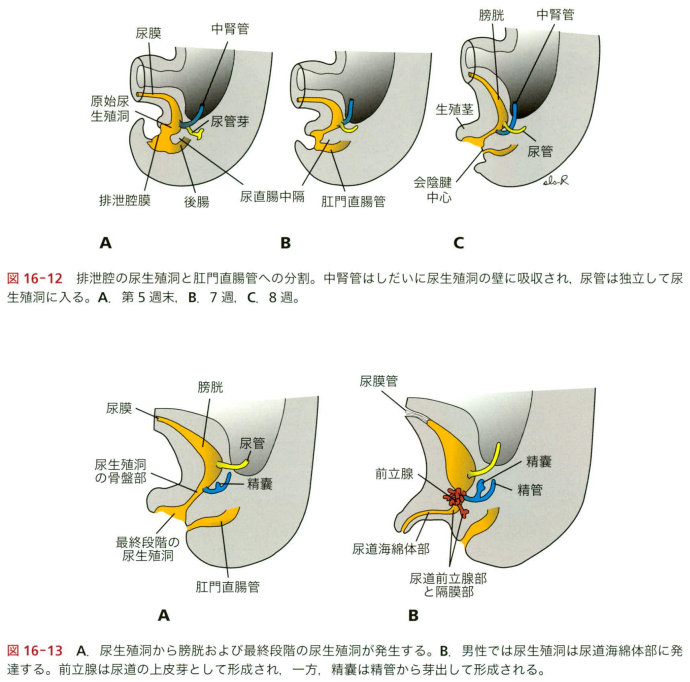 尿膜
中腎管
膀胱
中腎管
原始尿
生殖洞
尿管芽
生殖茎
尿管
排泄腔膜
後腸
尿直腸中隔
肛門直腸管
会陰腱
中心
A
B
C
図 16-12 排泄腔の尿生殖洞と肛門直腸管への分割。中腎管はしだいに尿生殖洞の壁に吸収され，尿管は独立して尿
生殖洞に入る。A．第 5 週末，B．7 週，C．8 週。
膀胱
尿膜
尿管
尿生殖洞
の骨盤部
精嚢
最終段階の
尿生殖洞
肛門直腸管
A
尿膜管
前立腺
精嚢
精管
尿道海綿体部
尿道前立腺部
と隔膜部
B
図 16-13 A．尿生殖洞から膀胱および最終段階の尿生殖洞が発生する。B．男性では尿生殖洞は尿道海綿体部に発
達する。前立腺は尿道の上皮芽として形成され，一方，精嚢は精管から芽出して形成される。